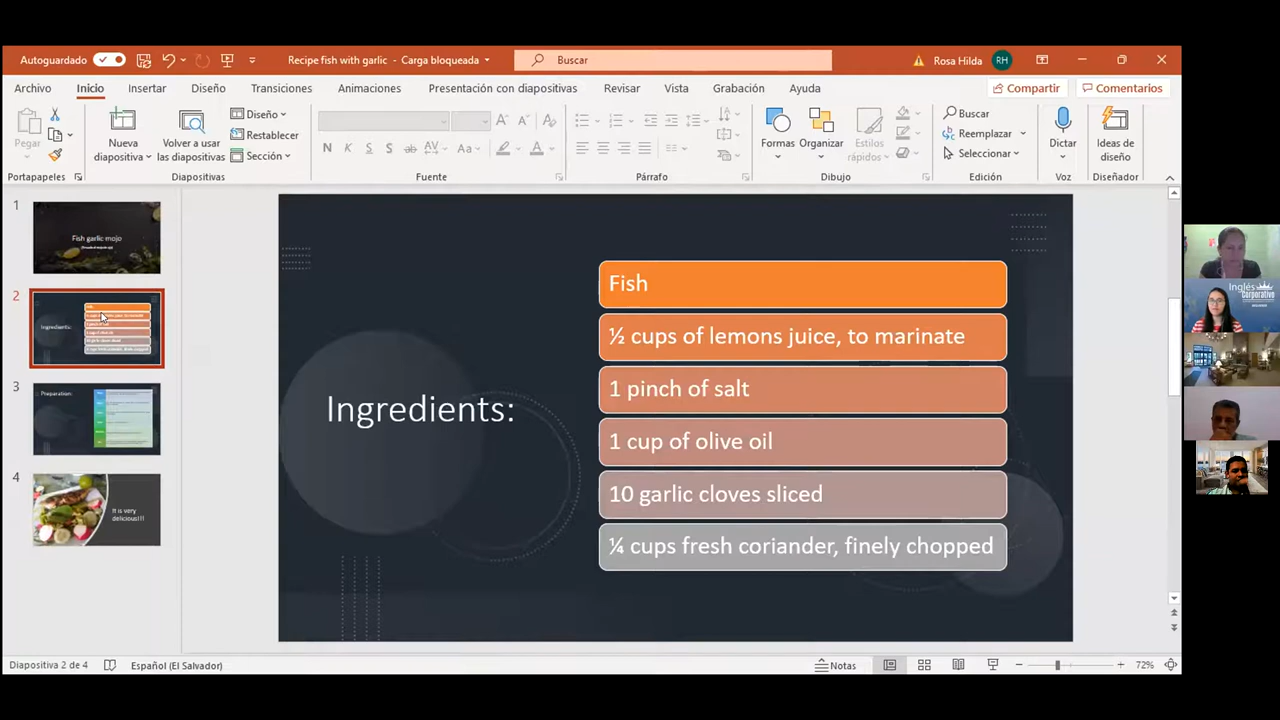 Autoguardado
Recipe fish with garlic - Carga bloqueada
Buscar
Rosa Hilda
RH
Archivo
Inicio
Insertar
Diseño
Transiciones
Animaciones
Presentación con diapositivas
Revisar
Vista
Grabación
Ayuda
Compartir
Comentarios
Pegar
Portapapeles
Nueva
diapositiva
Volver a usar
las diapositivas
Diseño
Restablecer
Sección
Diapositivas
N K S S ab AV Aa A
Fuente
Párrafo
Formas
Organizar
Estilos
rápidos
Dibujo
Buscar
Reemplazar
Seleccionar
Edición
Dictar
Voz
Ideas de
diseño
Diseñador
1
Fish garlic mojo
2
Ingredients:
3
Preparation:
4
It is very
delicious!!!
Ingredients:
Fish
½ cups of lemons juice, to marinate
1 pinch of salt
1 cup of olive oil
10 garlic cloves sliced
¼ cups fresh coriander, finely chopped
Inglés
Corporative
Diapositiva 2 de 4
Español (El Salvador)
Notas
72%